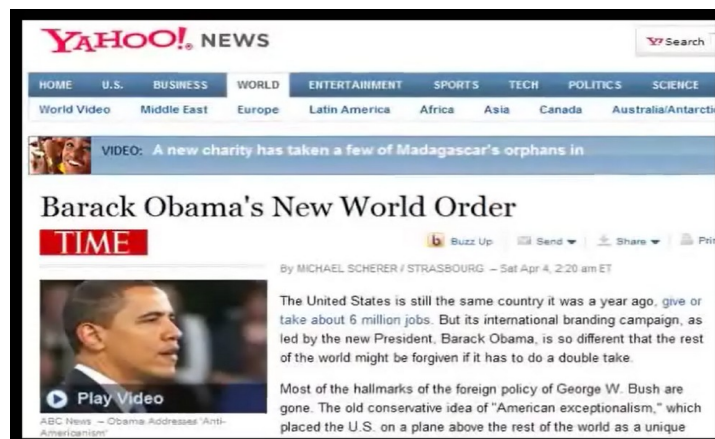 YAHOO! NEWS
Y! Search
HOME U.S. BUSINESS WORLD ENTERTAINMENT SPORTS TECH POLITICS SCIENCE
World Video Middle East Europe Latin America Africa Asia Canada Australia/Antarcti
VIDEO: A new charity has taken a few of Madagascar's orphans in
Barack Obama's New World Order
TIME
Buzz Up Send Share Prin
By MICHAEL SCHERER / STRASBOURG – Sat Apr 4, 2:20 am ET
The United States is still the same country it was a year ago, give or
take about 6 million jobs. But its international branding campaign, as
led by the new President, Barack Obama, is so different that the rest
of the world might be forgiven if it has to do a double take.
Play Video
ABC News – Obama Addresses 'Anti-
Americanism'
Most of the hallmarks of the foreign policy of George W. Bush are
gone. The old conservative idea of "American exceptionalism," which
placed the U.S. on a plane above the rest of the world as a unique